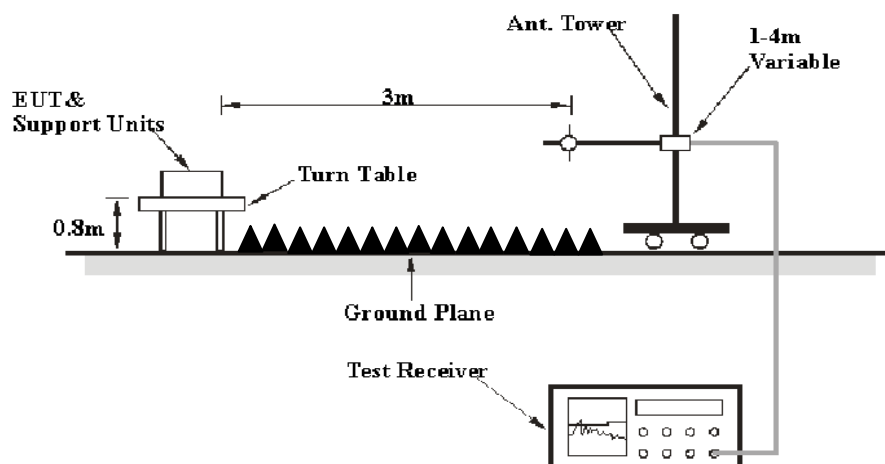 Ant. Tower
1-4m
Variable
3m
EUT &
Support Units
Turn Table
0.8m
Ground Plane
Test Receiver